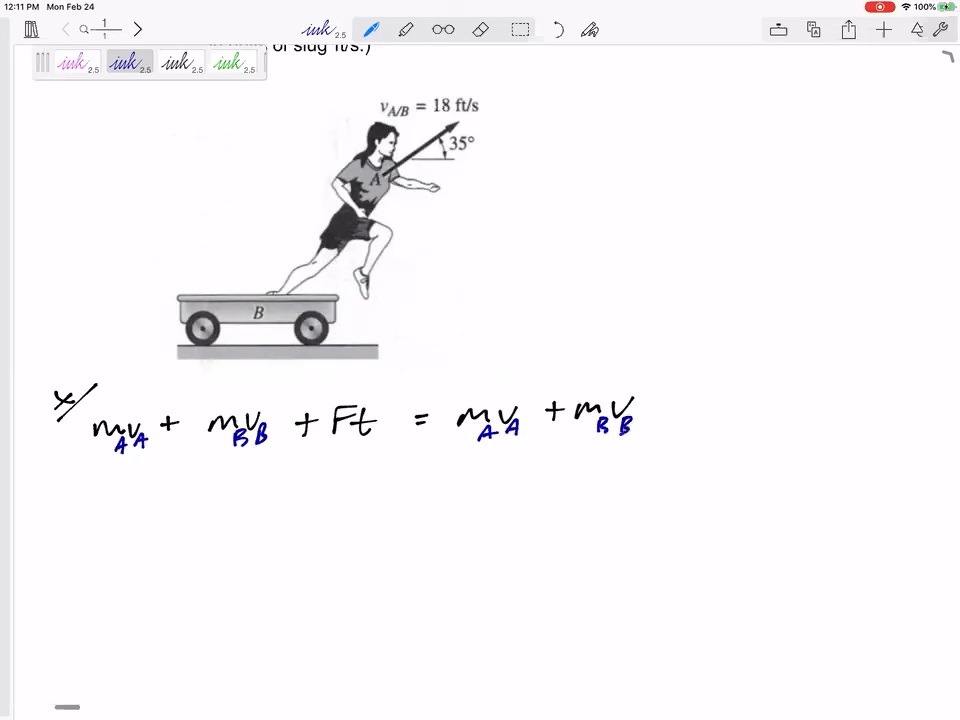 12:11 PM Mon Feb 24
100%
1
1
ink 2.5
of slug ft/s.)
ink 2.5 ink 2.5 ink 2.5 ink 2.5
vA/B = 18 ft/s
35°
A
B
x/ mAvA + mBvB + Ft = mAvA + mBvB